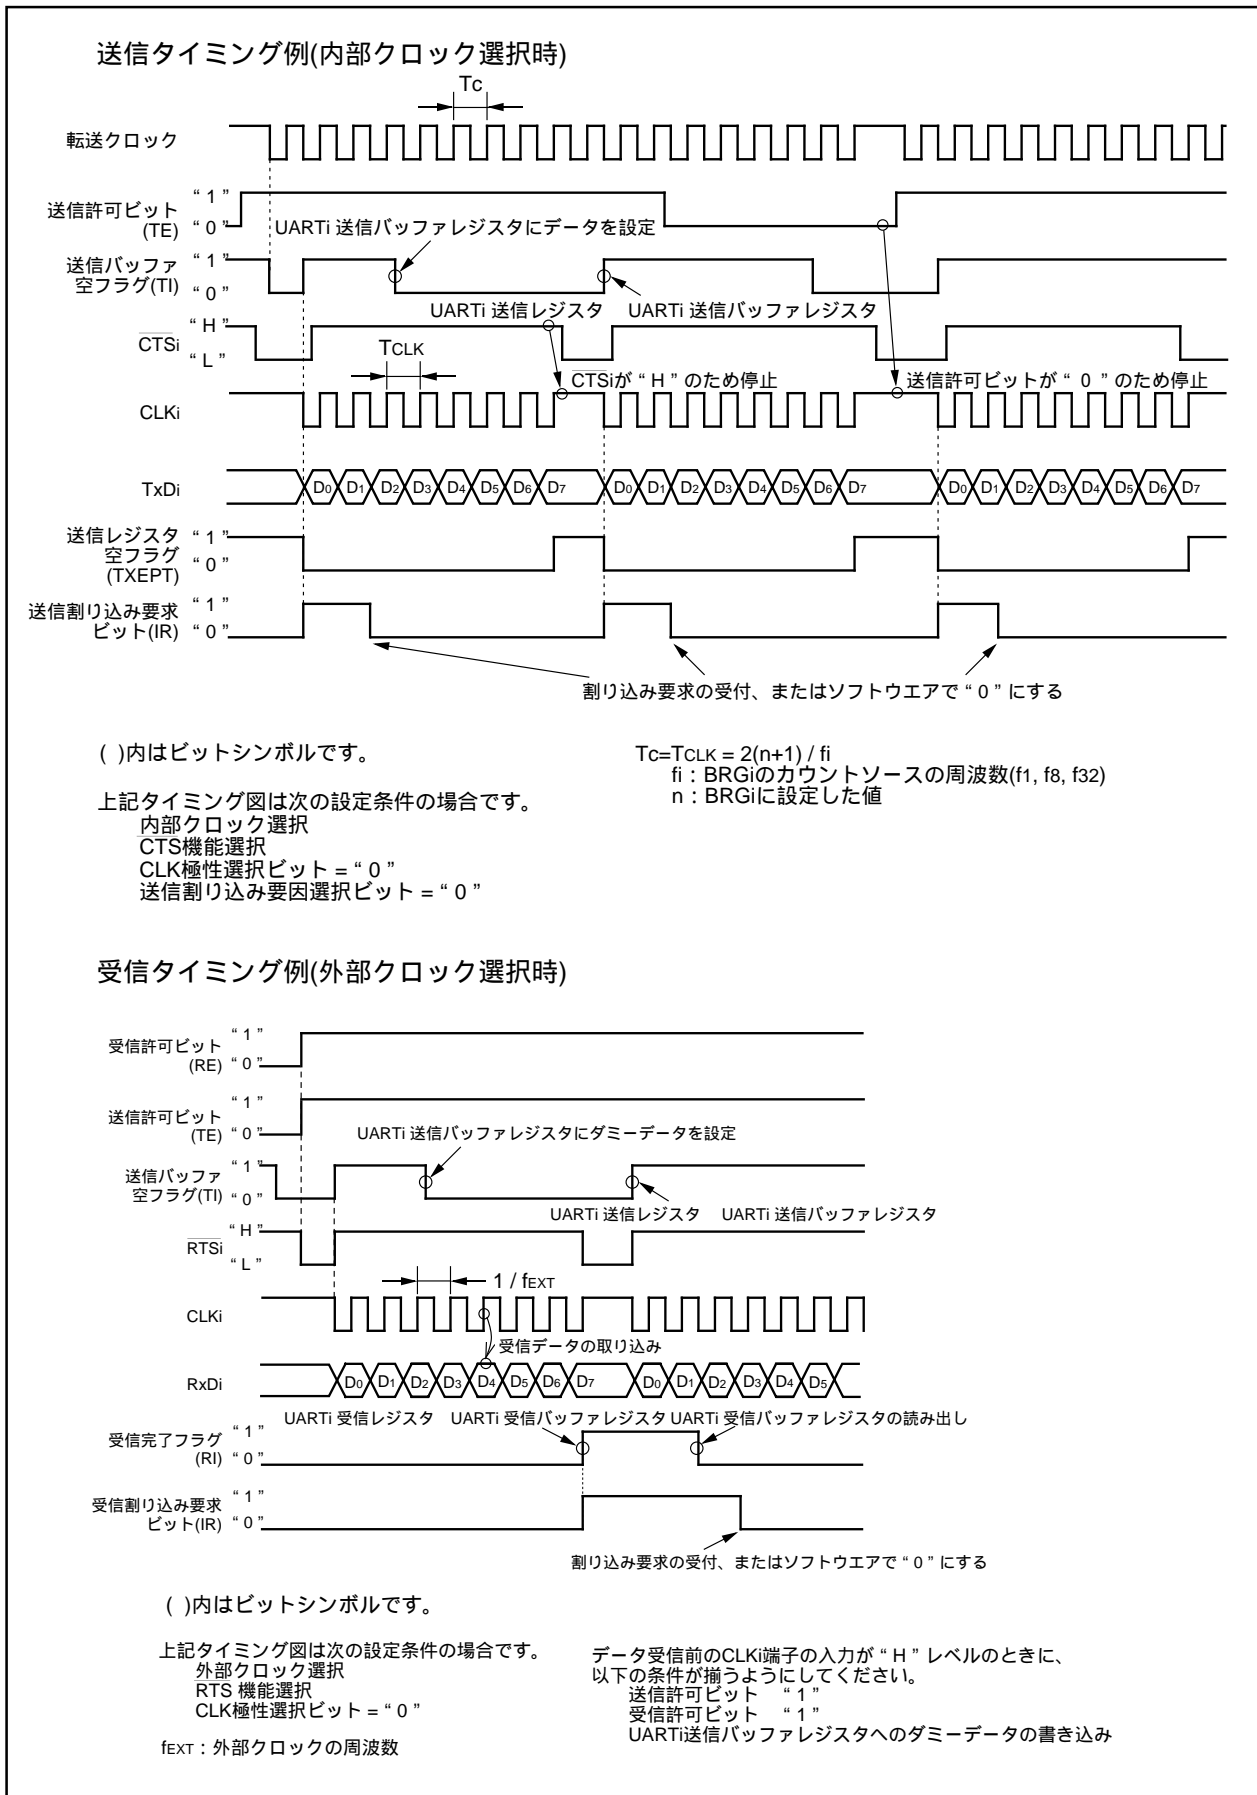 送信タイミング例(内部クロック選択時)
Tc
転送クロック
送信許可ビット
(TE)
“ 1 ”
“ 0 ”
UARTi 送信バッファレジスタにデータを設定
送信バッファ
空フラグ(TI)
“ 1 ”
“ 0 ”
UARTi 送信レジスタ UARTi 送信バッファレジスタ
CTSi
“ H ”
“ L ”
TCLK
CTSiが “ H ” のため停止
送信許可ビットが “ 0 ” のため停止
CLKi
TxDi
D0 D1 D2 D3 D4 D5 D6 D7 D0 D1 D2 D3 D4 D5 D6 D7 D0 D1 D2 D3 D4 D5 D6 D7
送信レジスタ
空フラグ
(TXEPT)
“ 1 ”
“ 0 ”
送信割り込み要求
ビット(IR)
“ 1 ”
“ 0 ”
割り込み要求の受付、またはソフトウエアで “ 0 ” にする
( )内はビットシンボルです。
上記タイミング図は次の設定条件の場合です。
内部クロック選択
CTS機能選択
CLK極性選択ビット = “ 0 ”
送信割り込み要因選択ビット = “ 0 ”
Tc=TCLK = 2(n+1) / fi
fi : BRGiのカウントソースの周波数(f1, f8, f32)
n : BRGiに設定した値
受信タイミング例(外部クロック選択時)
受信許可ビット
(RE)
“ 1 ”
“ 0 ”
送信許可ビット
(TE)
“ 1 ”
“ 0 ”
UARTi 送信バッファレジスタにダミーデータを設定
送信バッファ
空フラグ(TI)
“ 1 ”
“ 0 ”
UARTi 送信レジスタ UARTi 送信バッファレジスタ
RTSi
“ H ”
“ L ”
1 / fEXT
CLKi
受信データの取り込み
RxDi
D0 D1 D2 D3 D4 D5 D6 D7 D0 D1 D2 D3 D4 D5
UARTi 受信レジスタ UARTi 受信バッファレジスタ UARTi 受信バッファレジスタの読み出し
受信完了フラグ
(RI)
“ 1 ”
“ 0 ”
受信割り込み要求
ビット(IR)
“ 1 ”
“ 0 ”
割り込み要求の受付、またはソフトウエアで “ 0 ” にする
( )内はビットシンボルです。
上記タイミング図は次の設定条件の場合です。
外部クロック選択
RTS 機能選択
CLK極性選択ビット = “ 0 ”
fEXT : 外部クロックの周波数
データ受信前のCLKi端子の入力が “ H ” レベルのときに、
以下の条件が揃うようにしてください。
送信許可ビット “ 1 ”
受信許可ビット “ 1 ”
UARTi送信バッファレジスタへのダミーデータの書き込み